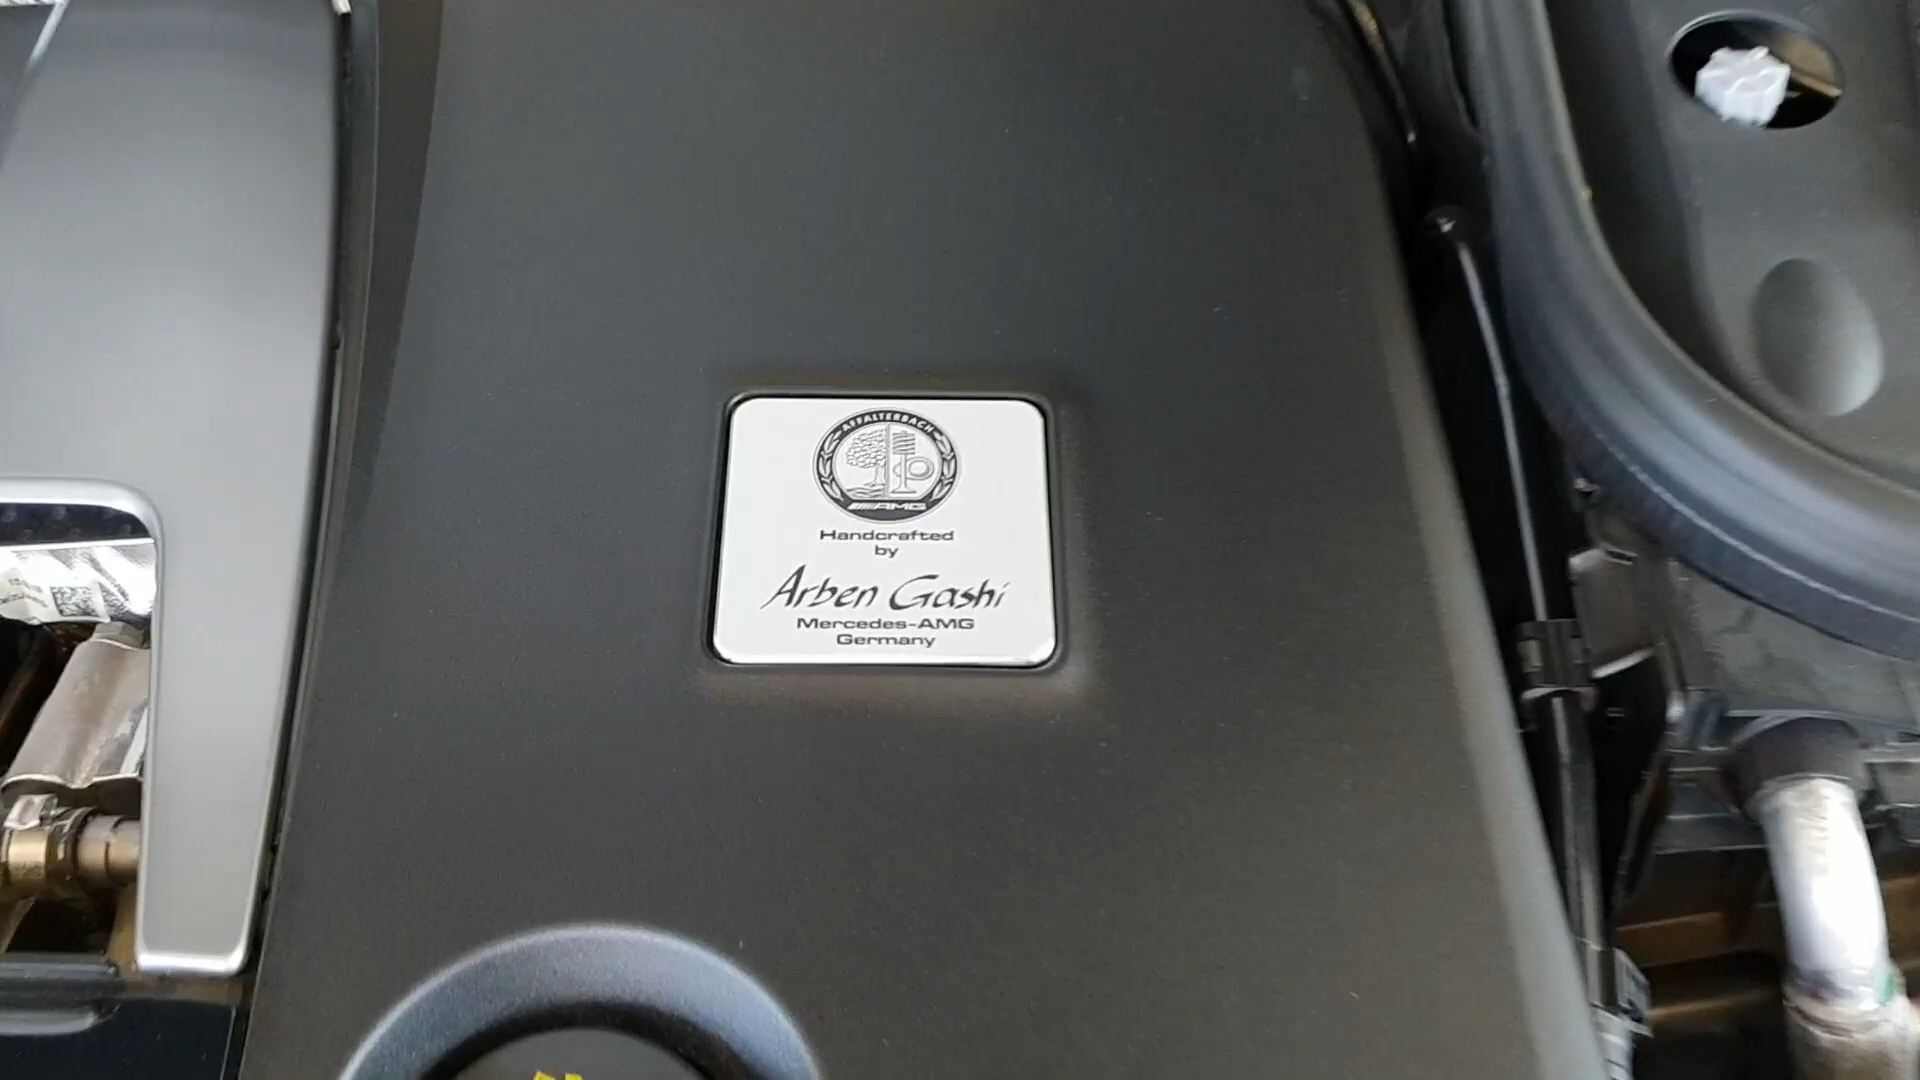 AFFALTERBACH
AMG
Handcrafted
by
Arben Gashi
Mercedes-AMG
Germany